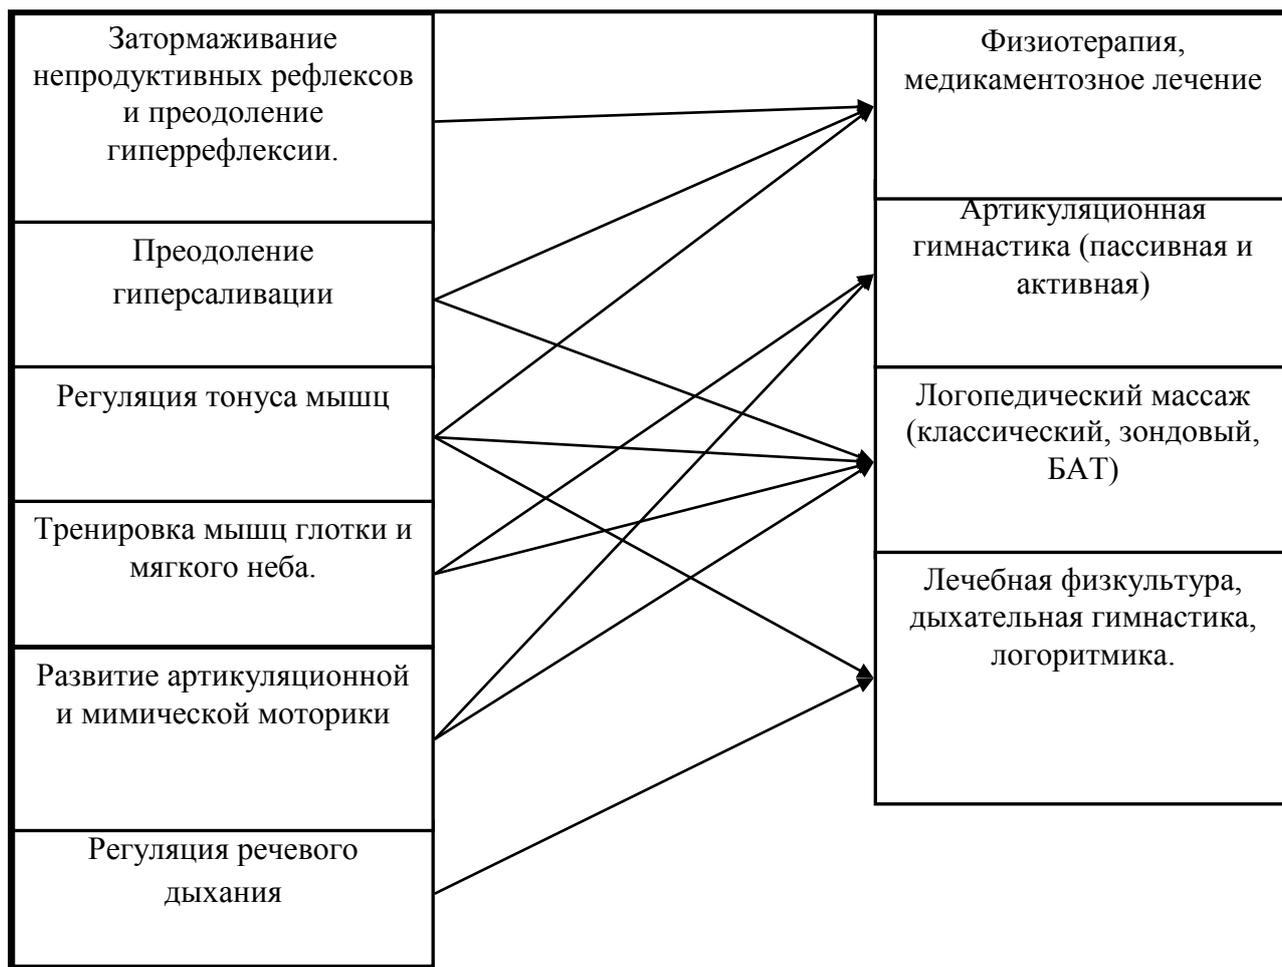 Затормаживание
непродуктивных рефлексов
и преодоление
гиперрефлексии.
Преодоление
гиперсаливации
Регуляция тонуса мышц
Тренировка мышц глотки и
мягкого неба.
Развитие артикуляционной
и мимической моторики
Регуляция речевого
дыхания
Физиотерапия,
медикаментозное лечение
Артикуляционная
гимнастика (пассивная и
активная)
Логопедический массаж
(классический, зондовый,
БАТ)
Лечебная физкультура,
дыхательная гимнастика,
логоритмика.